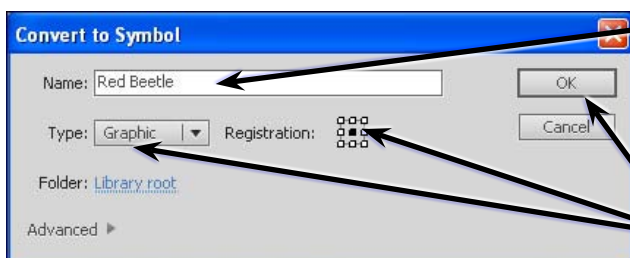 Convert to Symbol
Name: Red Beetle
OK
Type: Graphic Registration:
Cancel
Folder: Library root
Advanced